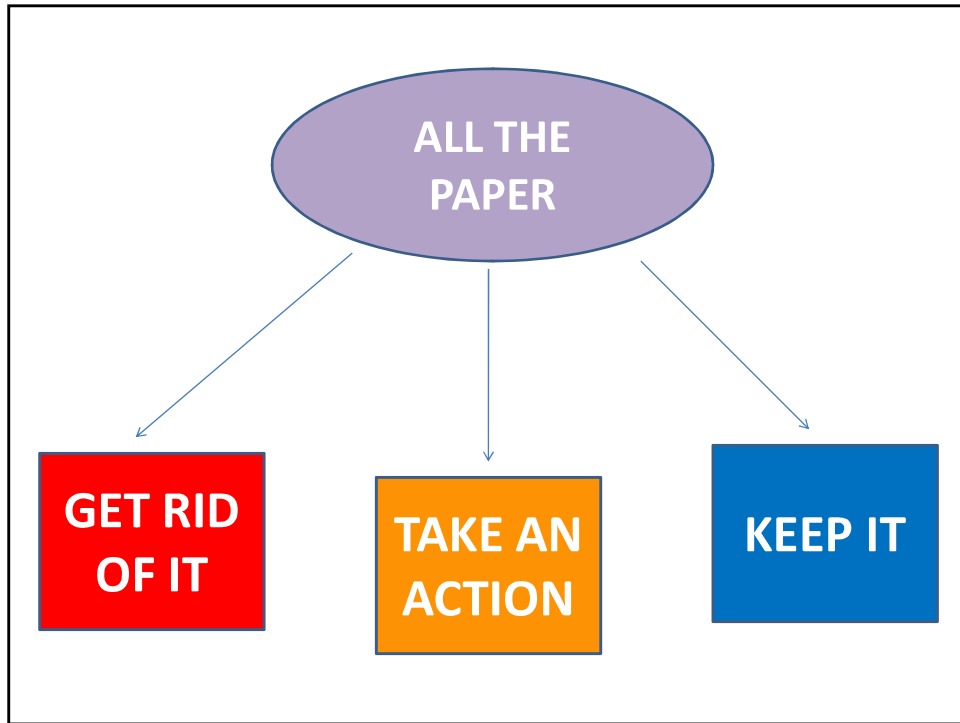 ALL THE
PAPER
GET RID
OF IT
TAKE AN
ACTION
KEEP IT